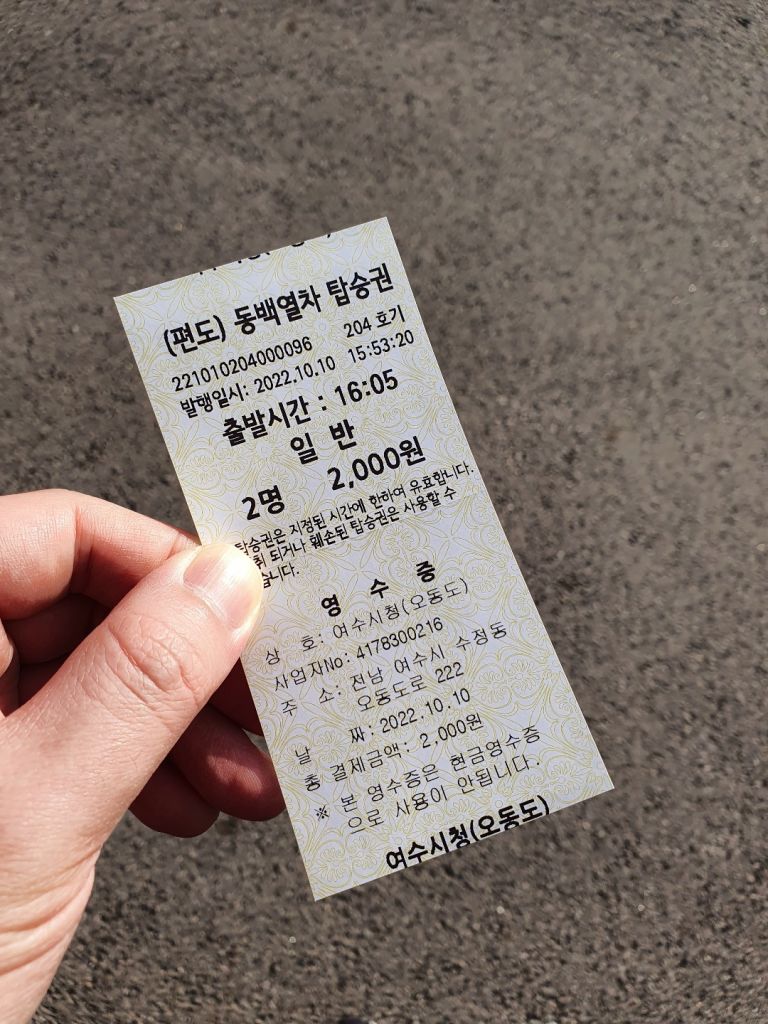 (편도) 동백열차 탑승권
221010204000096 204 호기
발행일시: 2022.10.10 15:53:20
출발시간 : 16:05
일 반
2명 2,000원
탑승권은 지정된 시간에 한하여 유효합니다.
취 되거나 훼손된 탑승권은 사용할 수
습니다.
영 수 증
상 호: 여수시청(오동도)
사업자No: 4178300216
주 소: 전남 여수시 수정동
오동도로 222
날 짜: 2022.10.10
총 결제금액: 2,000원
※ 본 영수증은 현금영수증
으로 사용이 안됩니다.
여수시청(오동도)